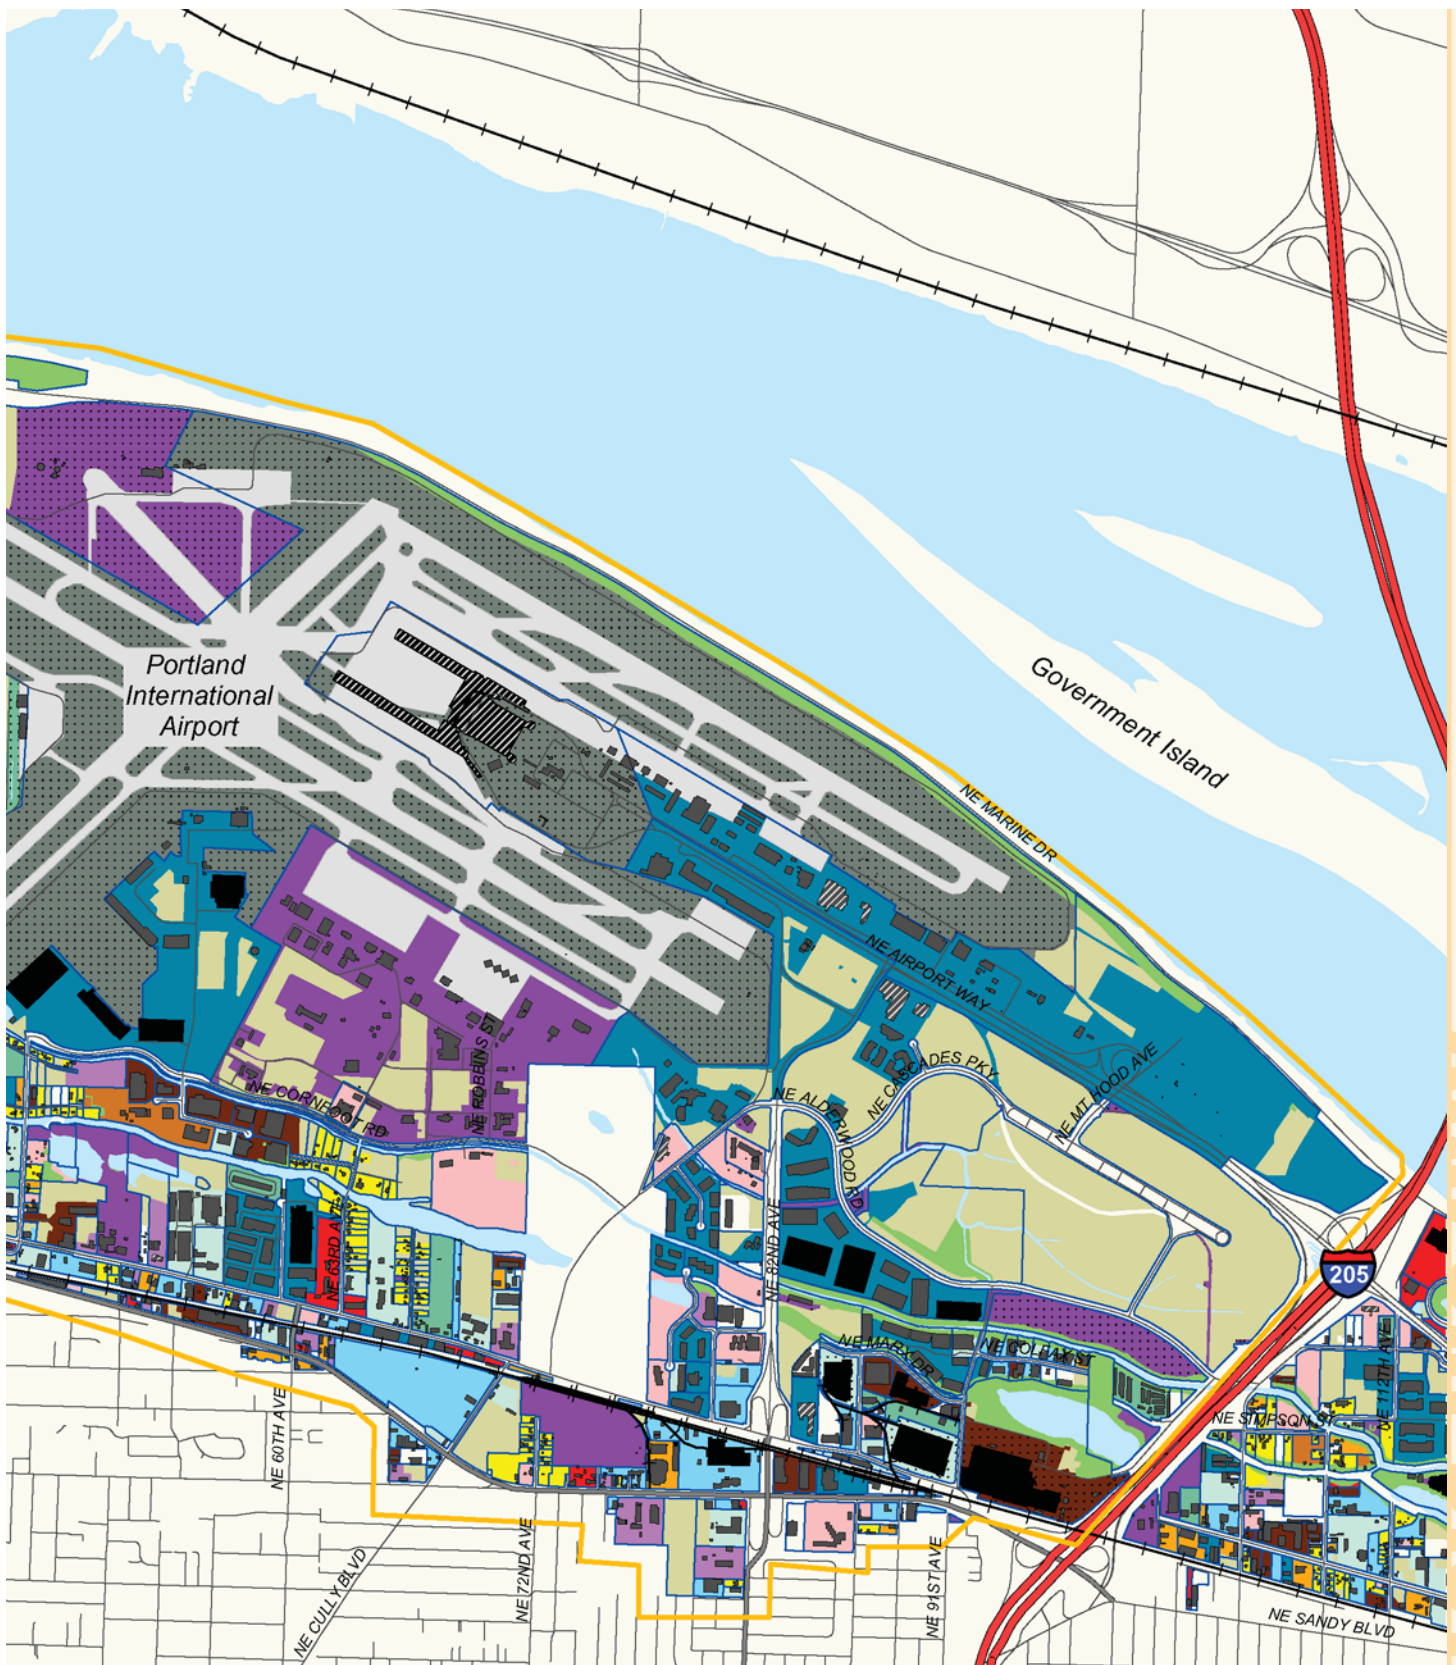 Portland
International
Airport
Government Island
NE MARINE DR
NE AIRPORT WAY
NE CASCADES PKY
NE MT HOOD AVE
NE ROBBINS ST
NE CORNFOOT RD
NE ALDERWOOD RD
NE 63RD AVE
NE 82ND AVE
205
NE MARX DR
NE COLFAX ST
NE 112TH AVE
NE SIMPSON ST
NE 60TH AVE
NE CULLY BLVD
NE 72ND AVE
NE 91ST AVE
NE SANDY BLVD